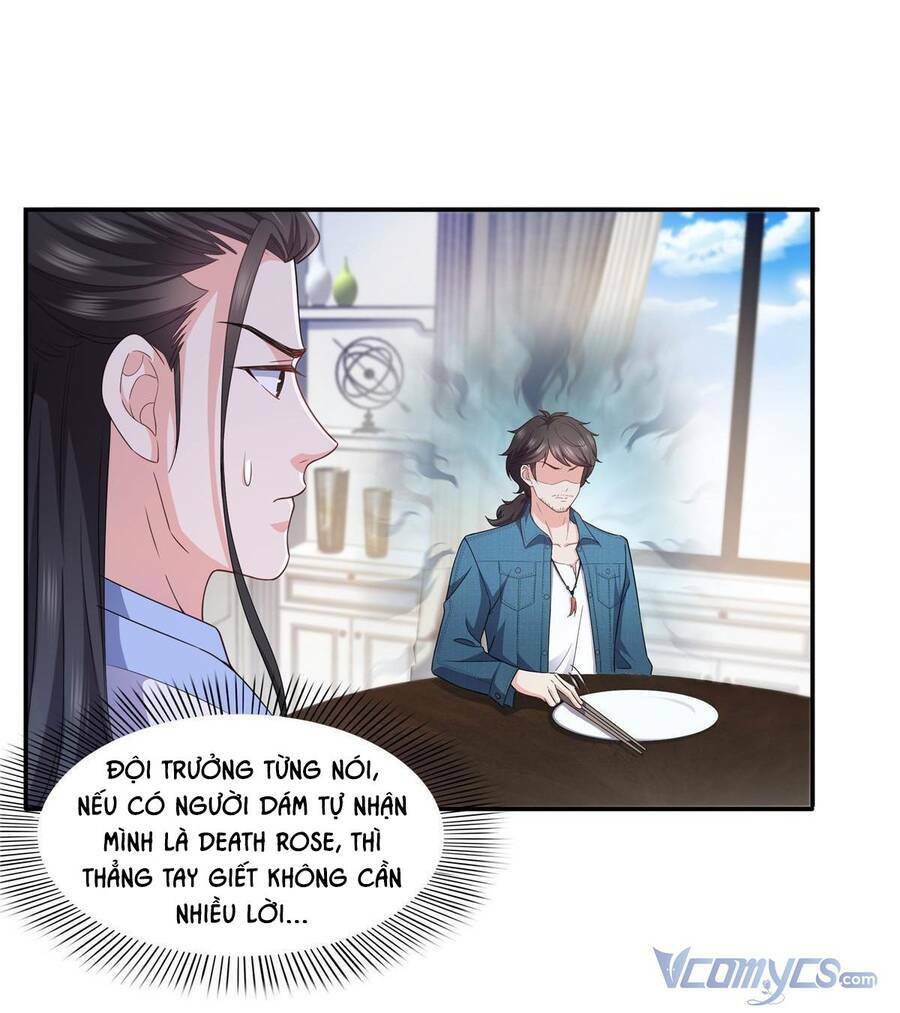 ĐỘI TRƯỞNG TỪNG NÓI,
NẾU CÓ NGƯỜI DÁM TỰ NHẬN
MÌNH LÀ DEATH ROSE, THÌ
THẲNG TAY GIẾT KHÔNG CẦN
NHIỀU LỜI...
VCOMYCS.com